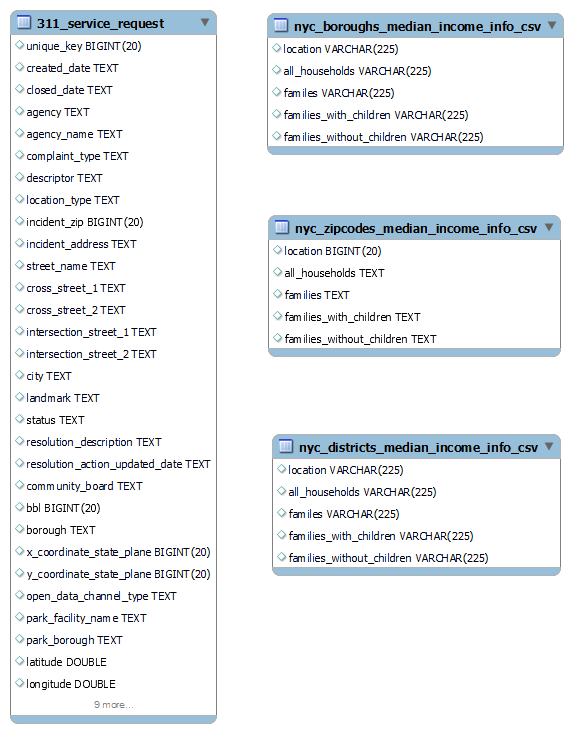 311_service_request
unique_key BIGINT(20)
created_date TEXT
closed_date TEXT
agency TEXT
agency_name TEXT
complaint_type TEXT
descriptor TEXT
location_type TEXT
incident_zip BIGINT(20)
incident_address TEXT
street_name TEXT
cross_street_1 TEXT
cross_street_2 TEXT
intersection_street_1 TEXT
intersection_street_2 TEXT
city TEXT
landmark TEXT
status TEXT
resolution_description TEXT
resolution_action_updated_date TEXT
community_board TEXT
bbl BIGINT(20)
borough TEXT
x_coordinate_state_plane BIGINT(20)
y_coordinate_state_plane BIGINT(20)
open_data_channel_type TEXT
park_facility_name TEXT
park_borough TEXT
latitude DOUBLE
longitude DOUBLE
9 more...
nyc_boroughs_median_income_info_csv
location VARCHAR(225)
all_households VARCHAR(225)
familes VARCHAR(225)
families_with_children VARCHAR(225)
families_without_children VARCHAR(225)
nyc_zipcodes_median_income_info_csv
location BIGINT(20)
all_households TEXT
families TEXT
families_with_children TEXT
families_without_children TEXT
nyc_districts_median_income_info_csv
location VARCHAR(225)
all_households VARCHAR(225)
familes VARCHAR(225)
families_with_children VARCHAR(225)
families_without_children VARCHAR(225)